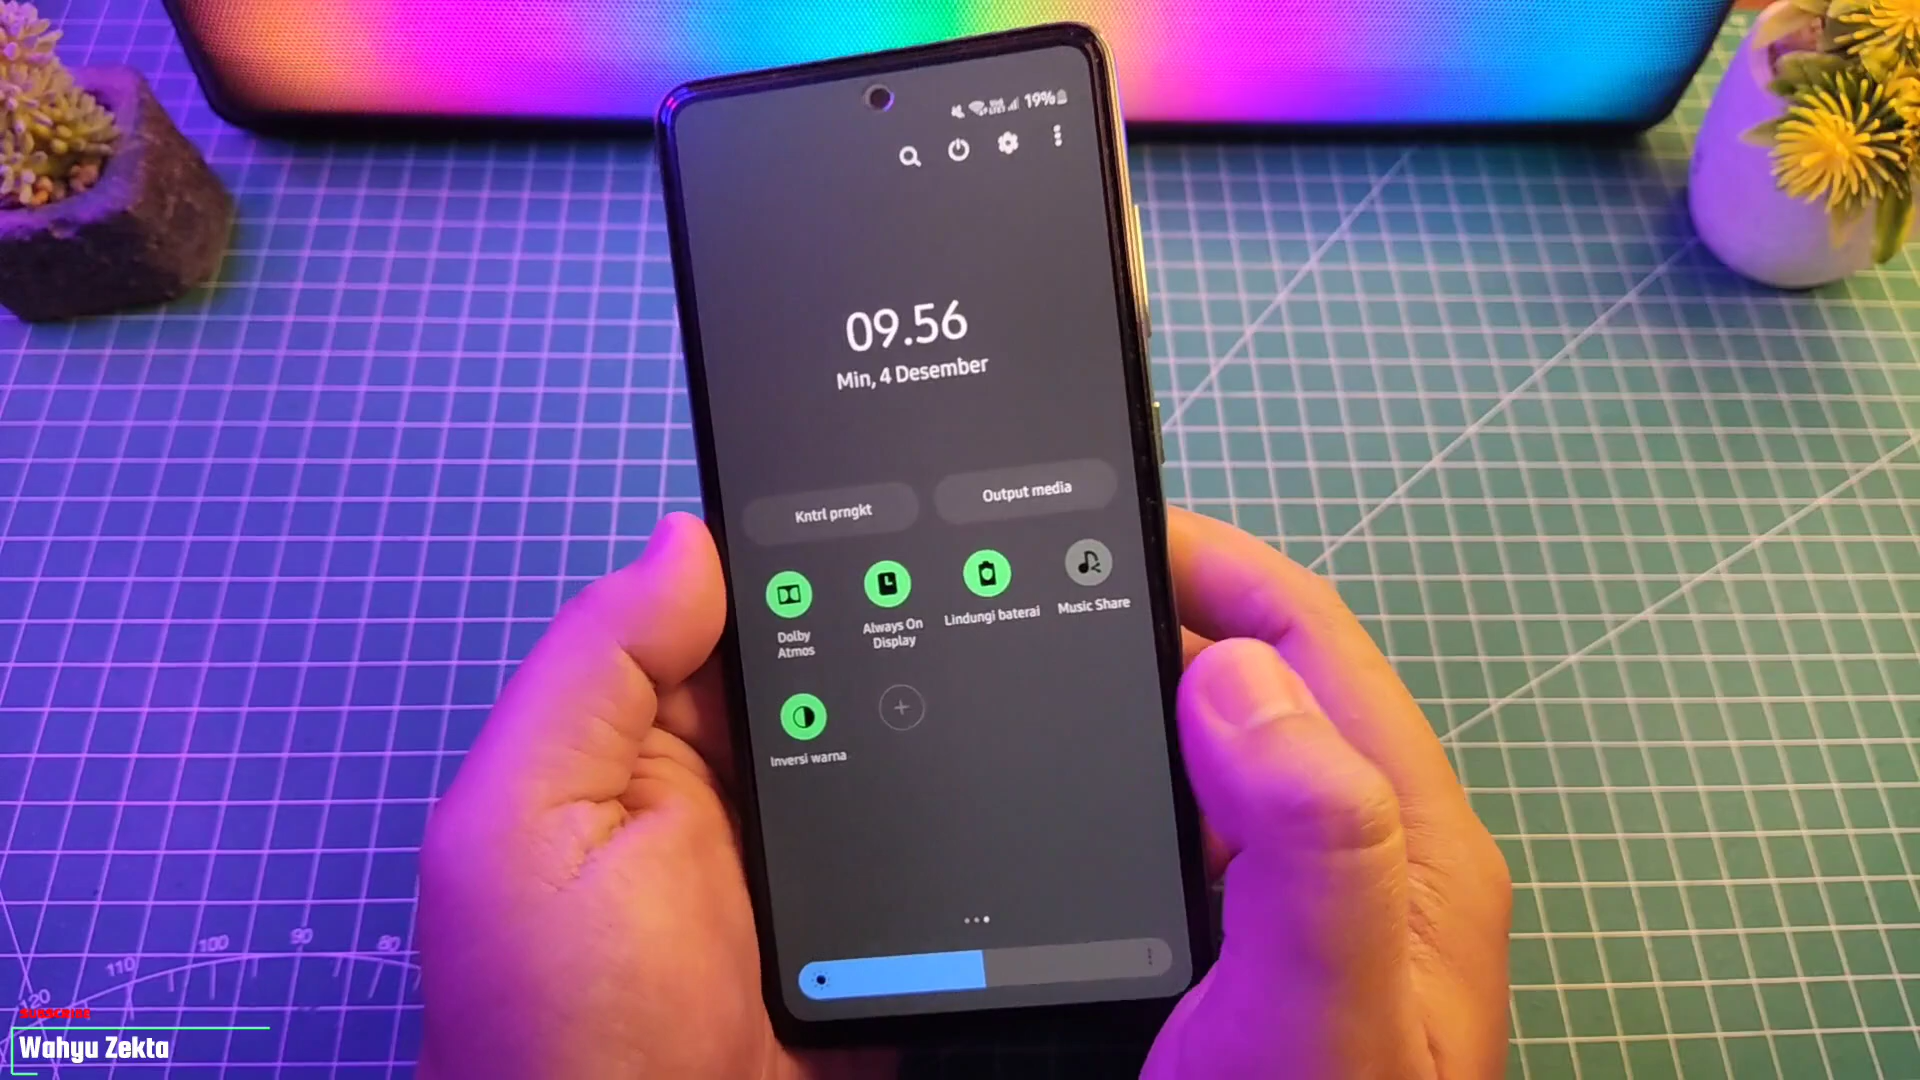 19%
09.56
Min, 4 Desember
Kntrl prngkt
Output media
Dolby
Atmos
Always On
Display
Lindungi baterai
Music Share
Inversi warna
120
110
100
90
80
SUBSCRIBE
Wahyu Zekta